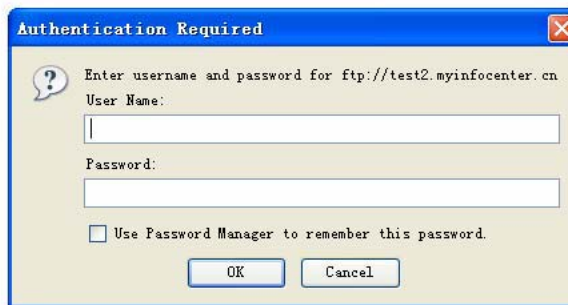 Authentication Required
Enter username and password for ftp://test2.myinfocenter.cn
User Name:
Password:
Use Password Manager to remember this password.
OK
Cancel